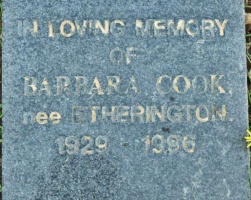 IN LOVING MEMORY
OF
BARBARA COOK,
nee ETHERINGTON.
1929 - 1996